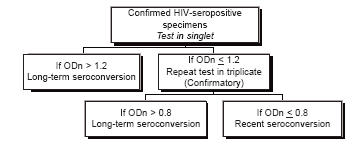 Confirmed HIV-seropositive
specimens
Test in singlet
If ODn > 1.2
Long-term seroconversion
If ODn ≤ 1.2
Repeat test in triplicate
(Confirmatory)
If ODn > 0.8
Long-term seroconversion
If ODn ≤ 0.8
Recent seroconversion